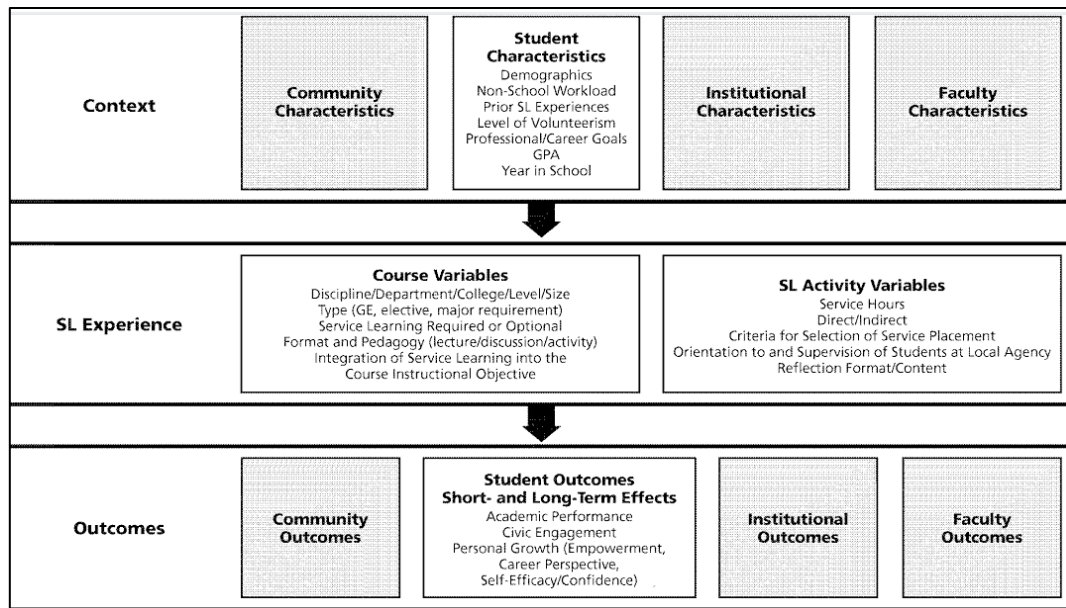 Context
Community
Characteristics
Student
Characteristics
Demographics
Non-School Workload
Prior SL Experiences
Level of Volunteerism
Professional/Career Goals
GPA
Year in School
Institutional
Characteristics
Faculty
Characteristics
SL Experience
Course Variables
Discipline/Department/College/Level/Size
Type (GE, elective, major requirement)
Service Learning Required or Optional
Format and Pedagogy (lecture/discussion/activity)
Integration of Service Learning into the
Course Instructional Objective
SL Activity Variables
Service Hours
Direct/Indirect
Criteria for Selection of Service Placement
Orientation to and Supervision of Students at Local Agency
Reflection Format/Content
Outcomes
Community
Outcomes
Student Outcomes
Short- and Long-Term Effects
Academic Performance
Civic Engagement
Personal Growth (Empowerment,
Career Perspective,
Self-Efficacy/Confidence)
Institutional
Outcomes
Faculty
Outcomes